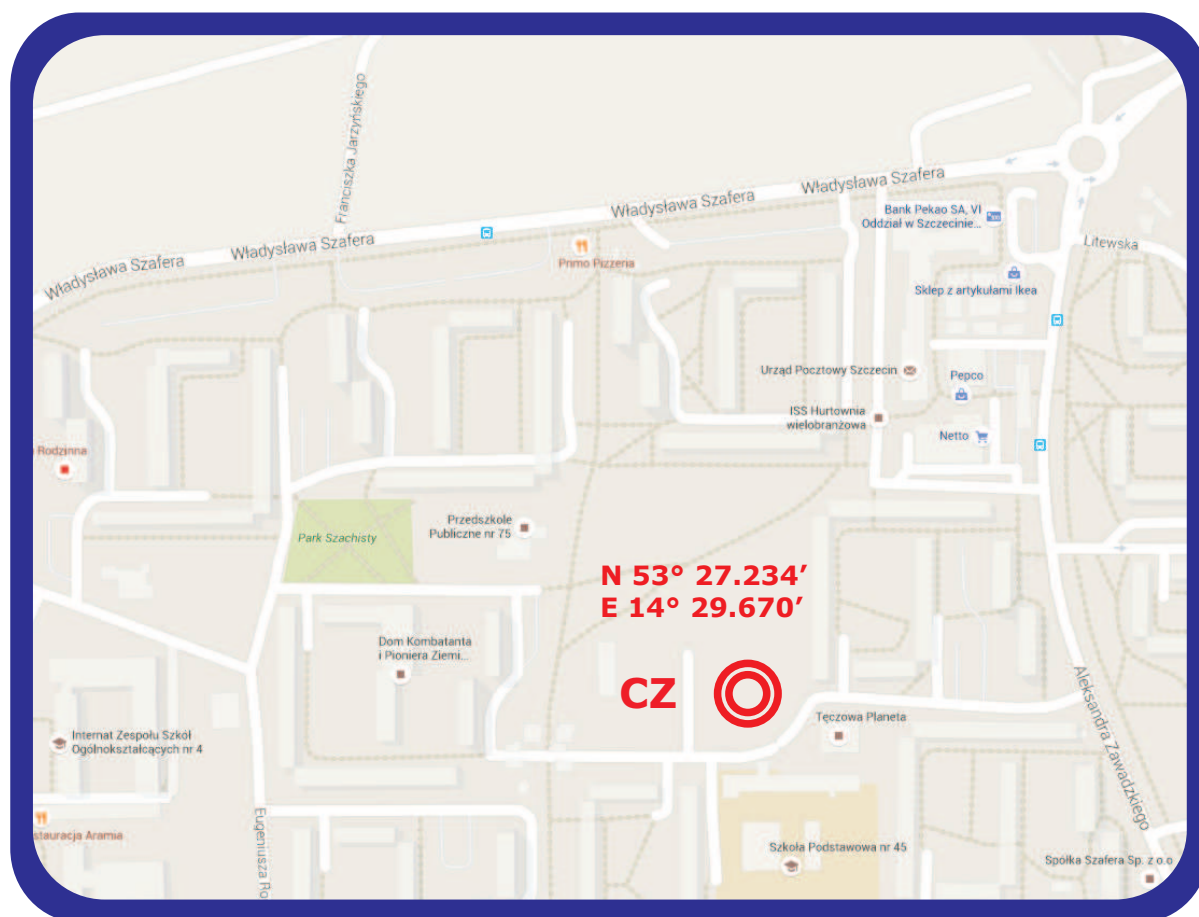 Franciszka Jarzyńskiego
Władysława Szafera
Władysława Szafera
Władysława Szafera
Władysława Szafera
Bank Pekao SA, VI
Oddział w Szczecinie...
Litewska
Primo Pizzeria
Sklep z artykułami Ikea
Urząd Pocztowy Szczecin
Pepco
ISS Hurtownia
wielobranżowa
Netto
Rodzinna
Przedszkole
Publiczne nr 75
Park Szachisty
N 53° 27.234’
E 14° 29.670’
Dom Kombatanta
i Pioniera Ziemi...
CZ
Tęczowa Planeta
Aleksandra Zawadzkiego
Internat Zespołu Szkół
Ogólnokształcących nr 4
Eugeniusza Ro
stauracja Aramia
Szkoła Podstawowa nr 45
Spółka Szafera Sp. z o.o